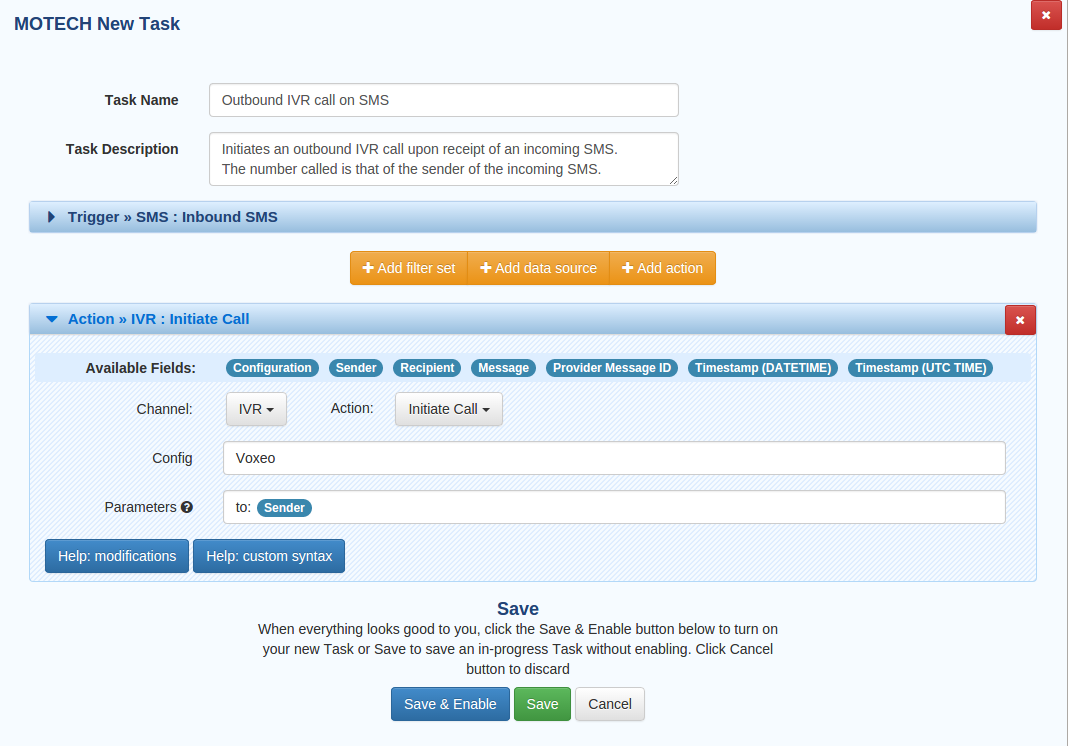 MOTECH New Task
Task Name
Outbound IVR call on SMS
Task Description
Initiates an outbound IVR call upon receipt of an incoming SMS.
The number called is that of the sender of the incoming SMS.
Trigger » SMS : Inbound SMS
Add filter set
Add data source
Add action
Action » IVR : Initiate Call
Available Fields: Configuration Sender Recipient Message Provider Message ID Timestamp (DATETIME) Timestamp (UTC TIME)
Channel: IVR Action: Initiate Call
Config Voxeo
Parameters ? to: Sender
Help: modifications Help: custom syntax
Save
When everything looks good to you, click the Save & Enable button below to turn on
your new Task or Save to save an in-progress Task without enabling. Click Cancel
button to discard
Save & Enable Save Cancel